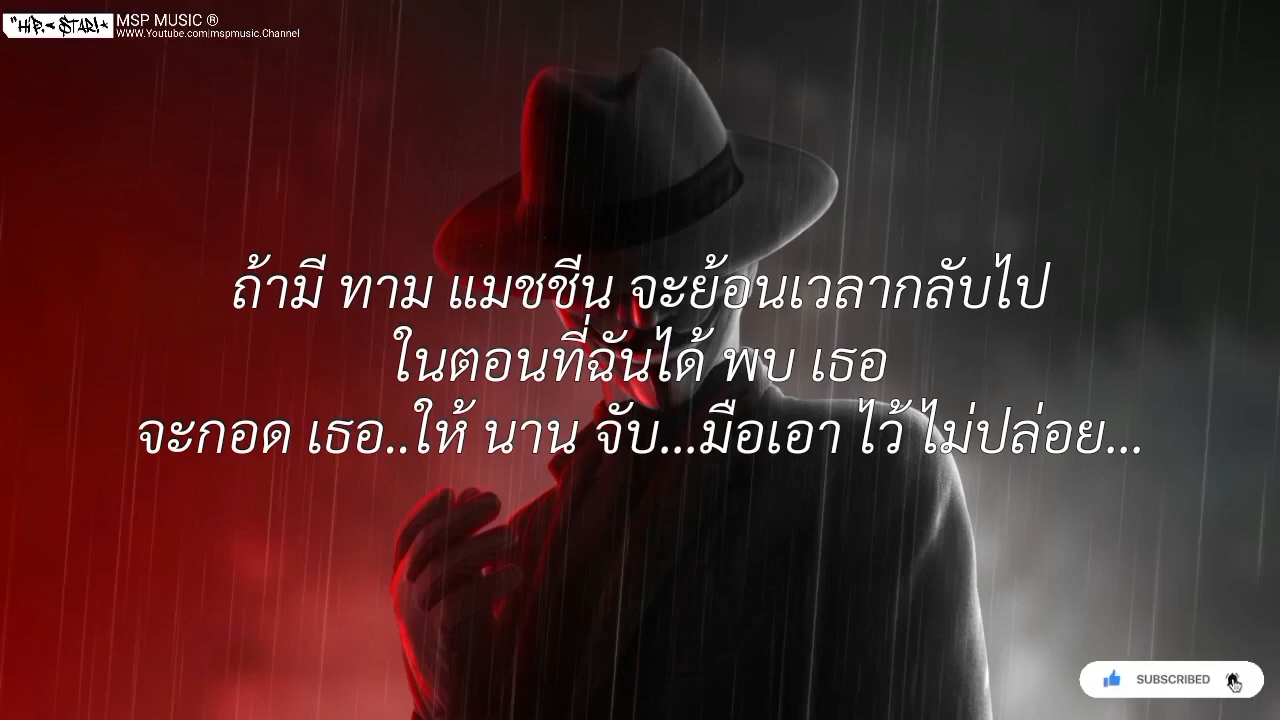 "HIP.< STAR!*
MSP MUSIC ®
WWW.Youtube.com|mspmusic.Channel
ถ้ามี ทาม แมชชีน จะย้อนเวลากลับไป
ในตอนที่ฉันได้ พบ เธอ
จะกอด เธอ..ให้ นาน จับ...มือเอา ไว้ ไม่ปล่อย...
SUBSCRIBED